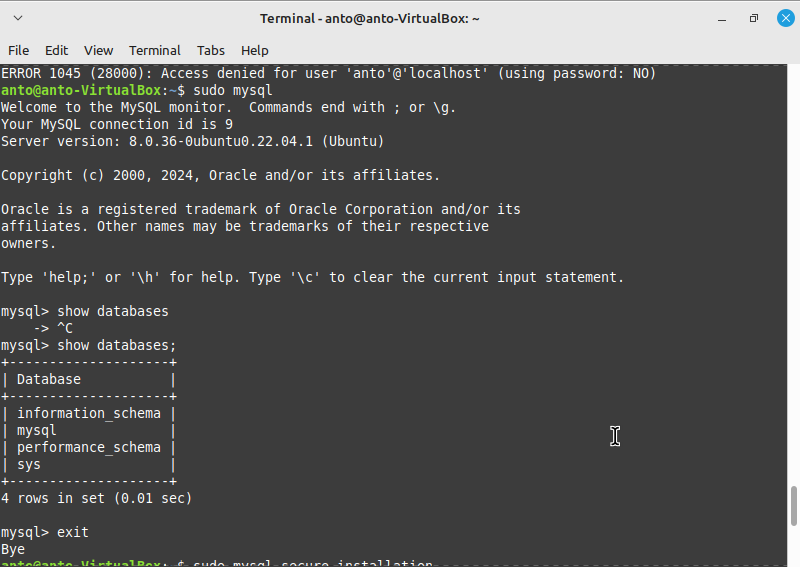 Terminal - anto@anto-VirtualBox: ~
File Edit View Terminal Tabs Help
ERROR 1045 (28000): Access denied for user 'anto'@'localhost' (using password: NO)
anto@anto-VirtualBox:~$ sudo mysql
Welcome to the MySQL monitor.  Commands end with ; or \g.
Your MySQL connection id is 9
Server version: 8.0.36-0ubuntu0.22.04.1 (Ubuntu)

Copyright (c) 2000, 2024, Oracle and/or its affiliates.

Oracle is a registered trademark of Oracle Corporation and/or its
affiliates. Other names may be trademarks of their respective
owners.

Type 'help;' or '\h' for help. Type '\c' to clear the current input statement.

mysql> show databases
    -> ^C
mysql> show databases;
+--------------------+
| Database           |
+--------------------+
| information_schema |
| mysql              |
| performance_schema |
| sys                |
+--------------------+
4 rows in set (0.01 sec)

mysql> exit
Bye
anto@anto-VirtualBox:~$ sudo mysql_secure_installation